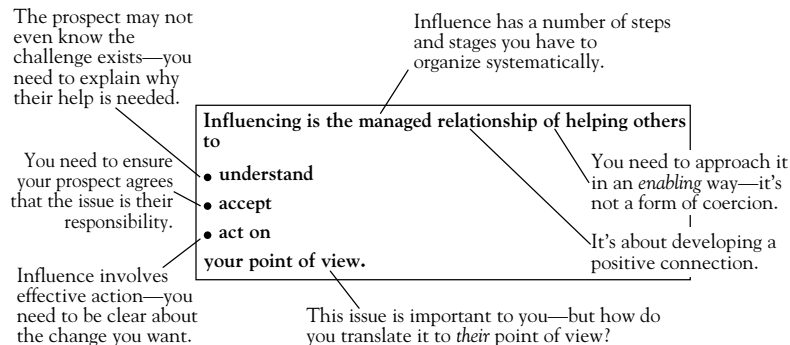 The prospect may not
even know the
challenge exists—you
need to explain why
their help is needed.
Influence has a number of steps
and stages you have to
organize systematically.
Influencing is the managed relationship of helping others
to
• understand
• accept
• act on
your point of view.
You need to ensure
your prospect agrees
that the issue is their
responsibility.
You need to approach it
in an enabling way—it's
not a form of coercion.
It's about developing a
positive connection.
Influence involves
effective action—you
need to be clear about
the change you want.
This issue is important to you—but how do
you translate it to their point of view?